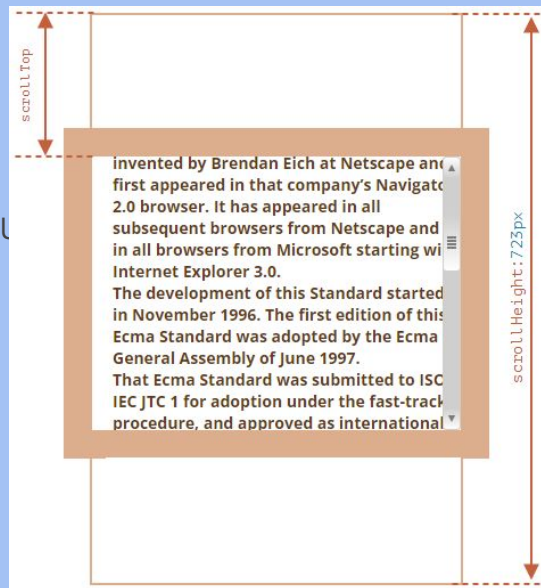 scrollTop
invented by Brendan Eich at Netscape and
first appeared in that company's Navigato
2.0 browser. It has appeared in all
subsequent browsers from Netscape and
in all browsers from Microsoft starting wi
Internet Explorer 3.0.
The development of this Standard started
in November 1996. The first edition of this
Ecma Standard was adopted by the Ecma
General Assembly of June 1997.
That Ecma Standard was submitted to ISO
IEC JTC 1 for adoption under the fast-track
procedure, and approved as international
scrollHeight:723px